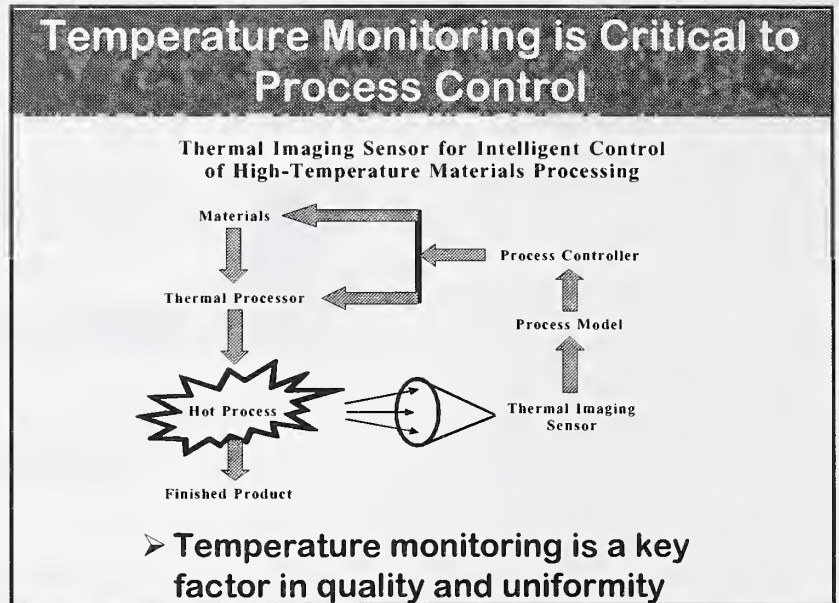 Temperature Monitoring is Critical to
Process Control
Thermal Imaging Sensor for Intelligent Control
of High-Temperature Materials Processing
Materials
Process Controller
Thermal Processor
Process Model
Hot Process
Thermal Imaging
Sensor
Finished Product
➢ Temperature monitoring is a key
factor in quality and uniformity